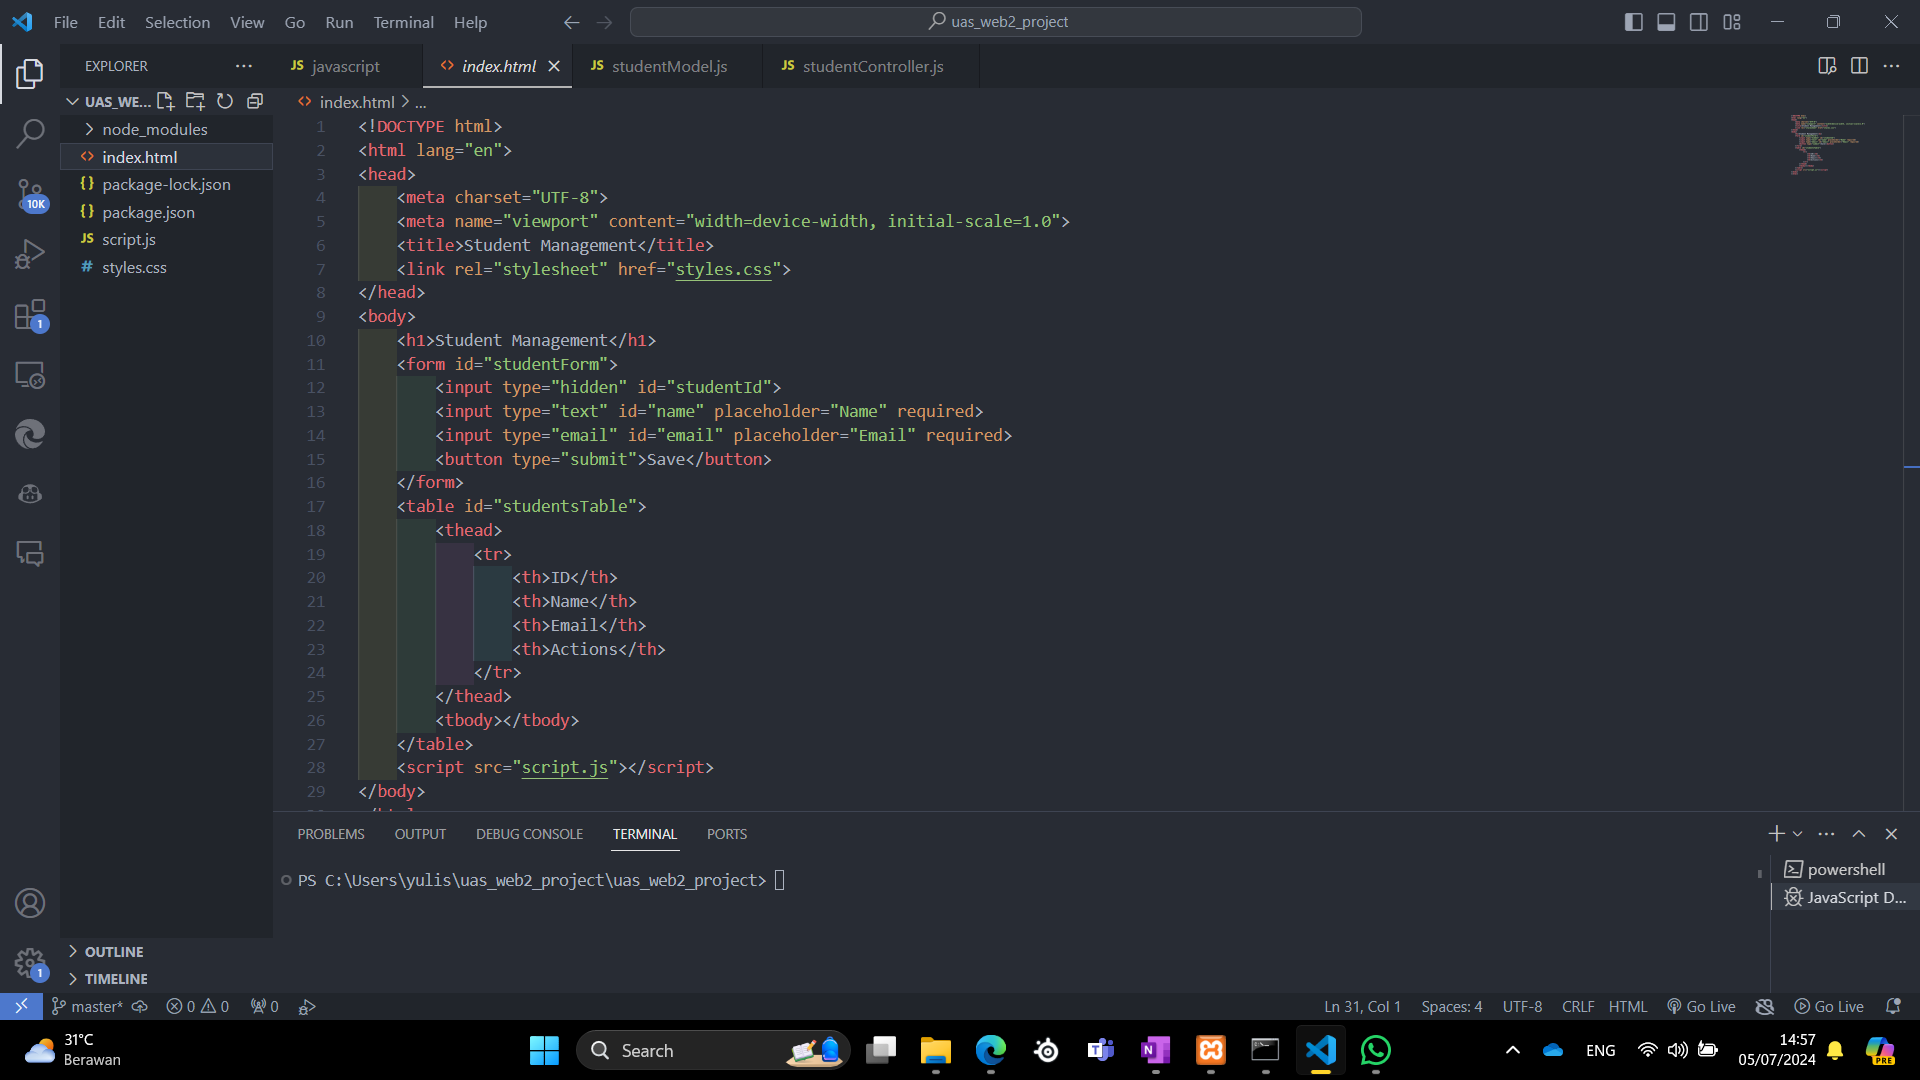 File Edit Selection View Go Run Terminal Help
uas_web2_project
EXPLORER
JS javascript
index.html
JS studentModel.js
JS studentController.js
UAS_WE...
index.html > ...
node_modules
index.html
{} package-lock.json
{} package.json
JS script.js
# styles.css
10K
1
1 <!DOCTYPE html>
2 <html lang="en">
3 <head>
4 <meta charset="UTF-8">
5 <meta name="viewport" content="width=device-width, initial-scale=1.0">
6 <title>Student Management</title>
7 <link rel="stylesheet" href="styles.css">
8 </head>
9 <body>
10 <h1>Student Management</h1>
11 <form id="studentForm">
12 <input type="hidden" id="studentId">
13 <input type="text" id="name" placeholder="Name" required>
14 <input type="email" id="email" placeholder="Email" required>
15 <button type="submit">Save</button>
16 </form>
17 <table id="studentsTable">
18 <thead>
19 <tr>
20 <th>ID</th>
21 <th>Name</th>
22 <th>Email</th>
23 <th>Actions</th>
24 </tr>
25 </thead>
26 <tbody></tbody>
27 </table>
28 <script src="script.js"></script>
29 </body>
PROBLEMS OUTPUT DEBUG CONSOLE TERMINAL PORTS
PS C:\Users\yulis\uas_web2_project\uas_web2_project>
powershell
JavaScript D...
OUTLINE
TIMELINE
1
master* 0 0 0
Ln 31, Col 1 Spaces: 4 UTF-8 CRLF HTML Go Live Go Live
31°C
Berawan
Search
ENG
14:57
05/07/2024
PRE